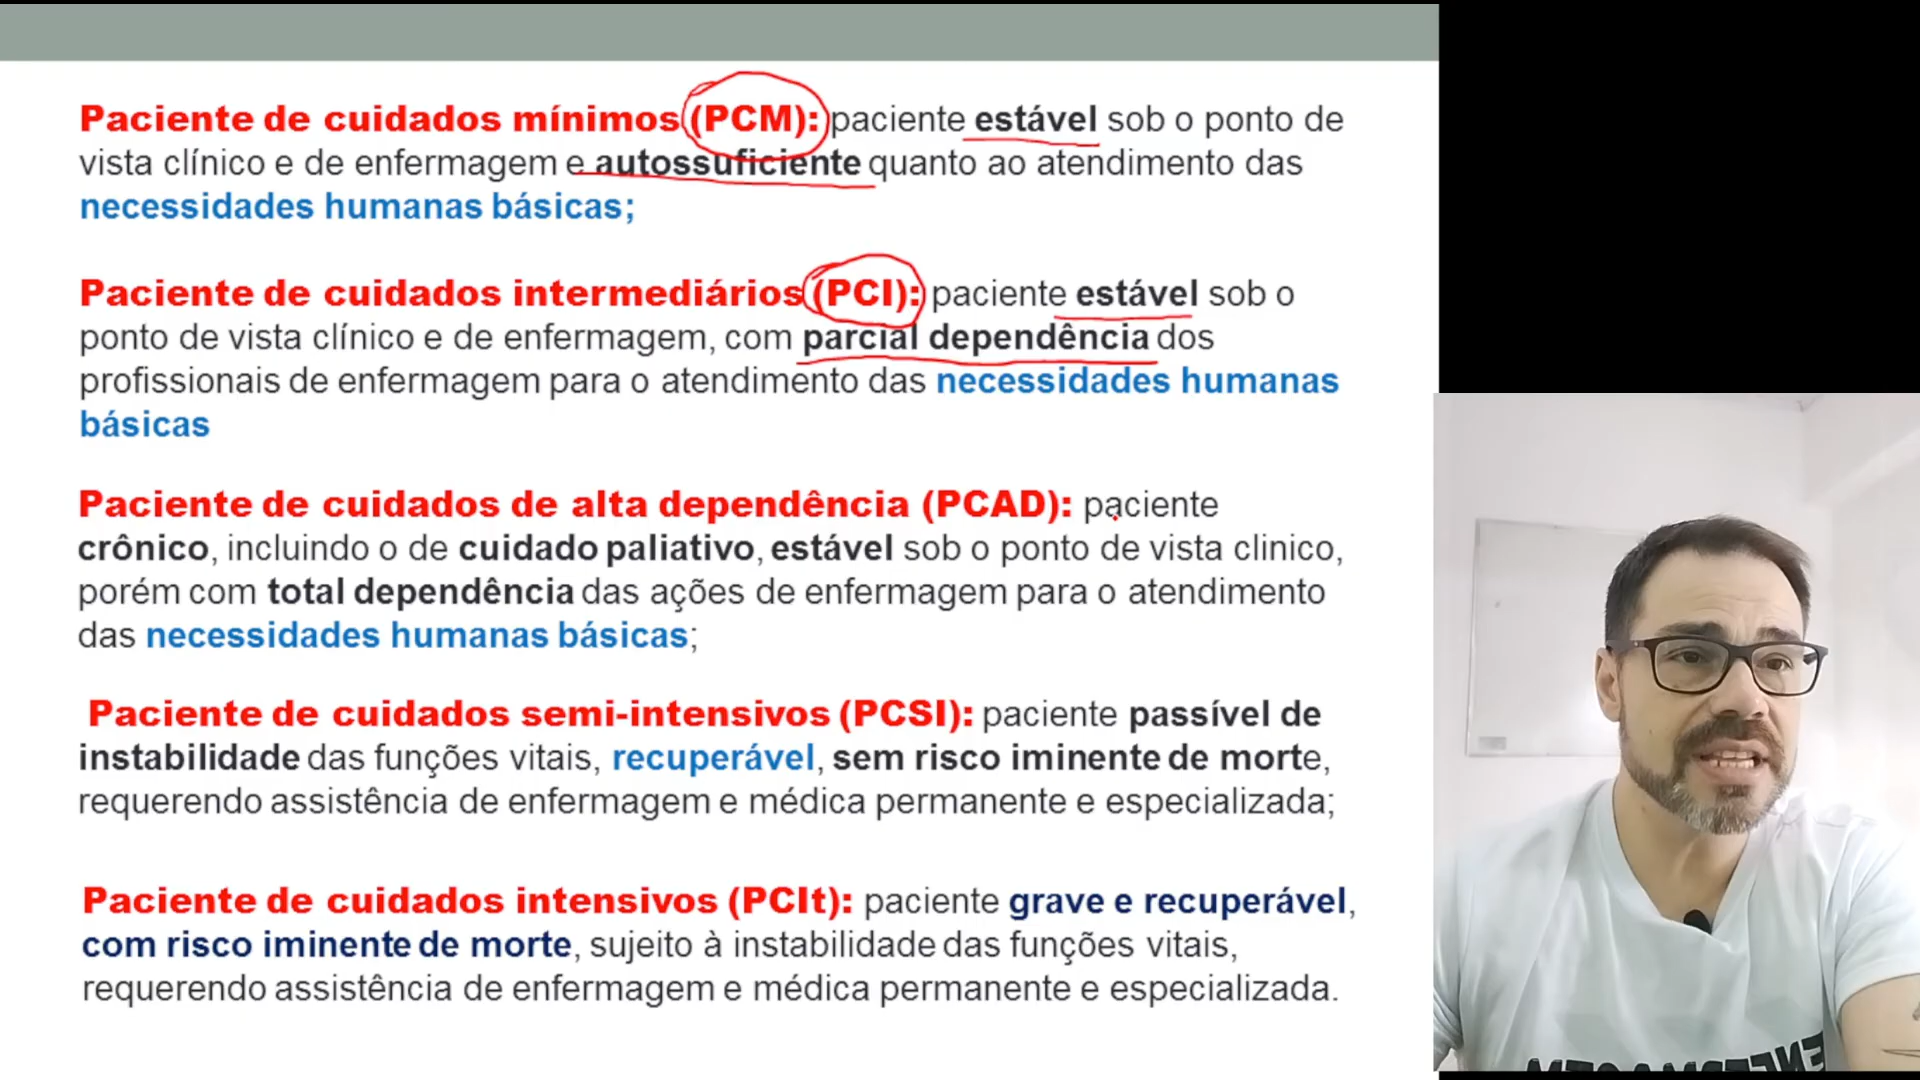 Paciente de cuidados mínimos (PCM): paciente estável sob o ponto de
vista clínico e de enfermagem e autossuficiente quanto ao atendimento das
necessidades humanas básicas;
Paciente de cuidados intermediários (PCI): paciente estável sob o
ponto de vista clínico e de enfermagem, com parcial dependência dos
profissionais de enfermagem para o atendimento das necessidades humanas
básicas
Paciente de cuidados de alta dependência (PCAD): paciente
crônico, incluindo o de cuidado paliativo, estável sob o ponto de vista clinico,
porém com total dependência das ações de enfermagem para o atendimento
das necessidades humanas básicas;
Paciente de cuidados semi-intensivos (PCSI): paciente passível de
instabilidade das funções vitais, recuperável, sem risco iminente de morte,
requerendo assistência de enfermagem e médica permanente e especializada;
Paciente de cuidados intensivos (PCIt): paciente grave e recuperável,
com risco iminente de morte, sujeito à instabilidade das funções vitais,
requerendo assistência de enfermagem e médica permanente e especializada.